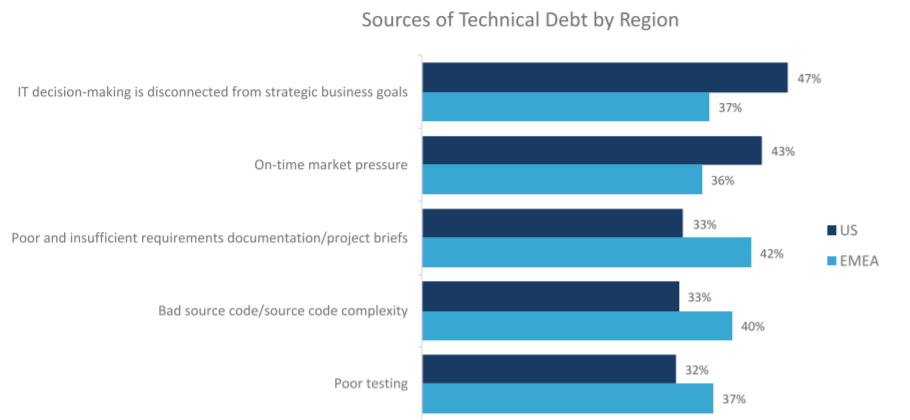 Sources of Technical Debt by Region
IT decision-making is disconnected from strategic business goals
47%
37%
On-time market pressure
43%
36%
Poor and insufficient requirements documentation/project briefs
33%
42%
Bad source code/source code complexity
33%
40%
Poor testing
32%
37%
US
EMEA